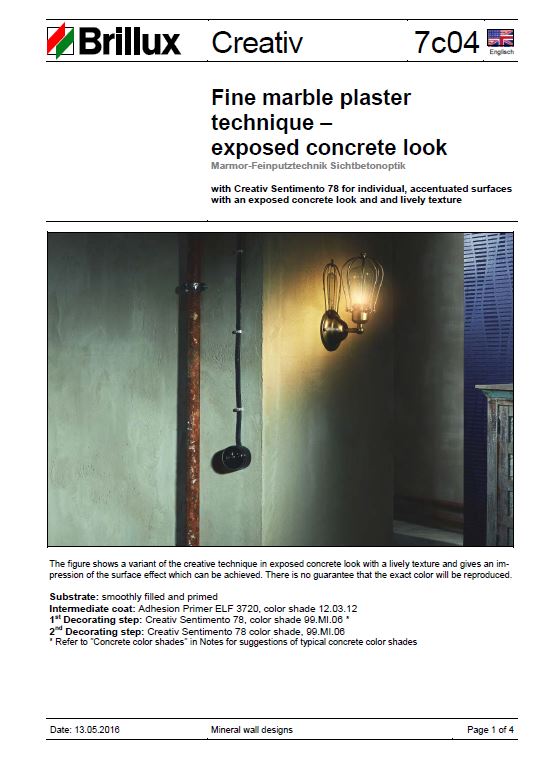 Brillux Creativ 7c04
Englisch
Fine marble plaster
technique –
exposed concrete look
Marmor-Feinputztechnik Sichtbetonoptik
with Creativ Sentimento 78 for individual, accentuated surfaces
with an exposed concrete look and and lively texture
The figure shows a variant of the creative technique in exposed concrete look with a lively texture and gives an im-
pression of the surface effect which can be achieved. There is no guarantee that the exact color will be reproduced.
Substrate: smoothly filled and primed
Intermediate coat: Adhesion Primer ELF 3720, color shade 12.03.12
1st Decorating step: Creativ Sentimento 78, color shade 99.MI.06 *
2nd Decorating step: Creativ Sentimento 78 color shade, 99.MI.06
* Refer to "Concrete color shades" in Notes for suggestions of typical concrete color shades
Date: 13.05.2016 Mineral wall designs Page 1 of 4